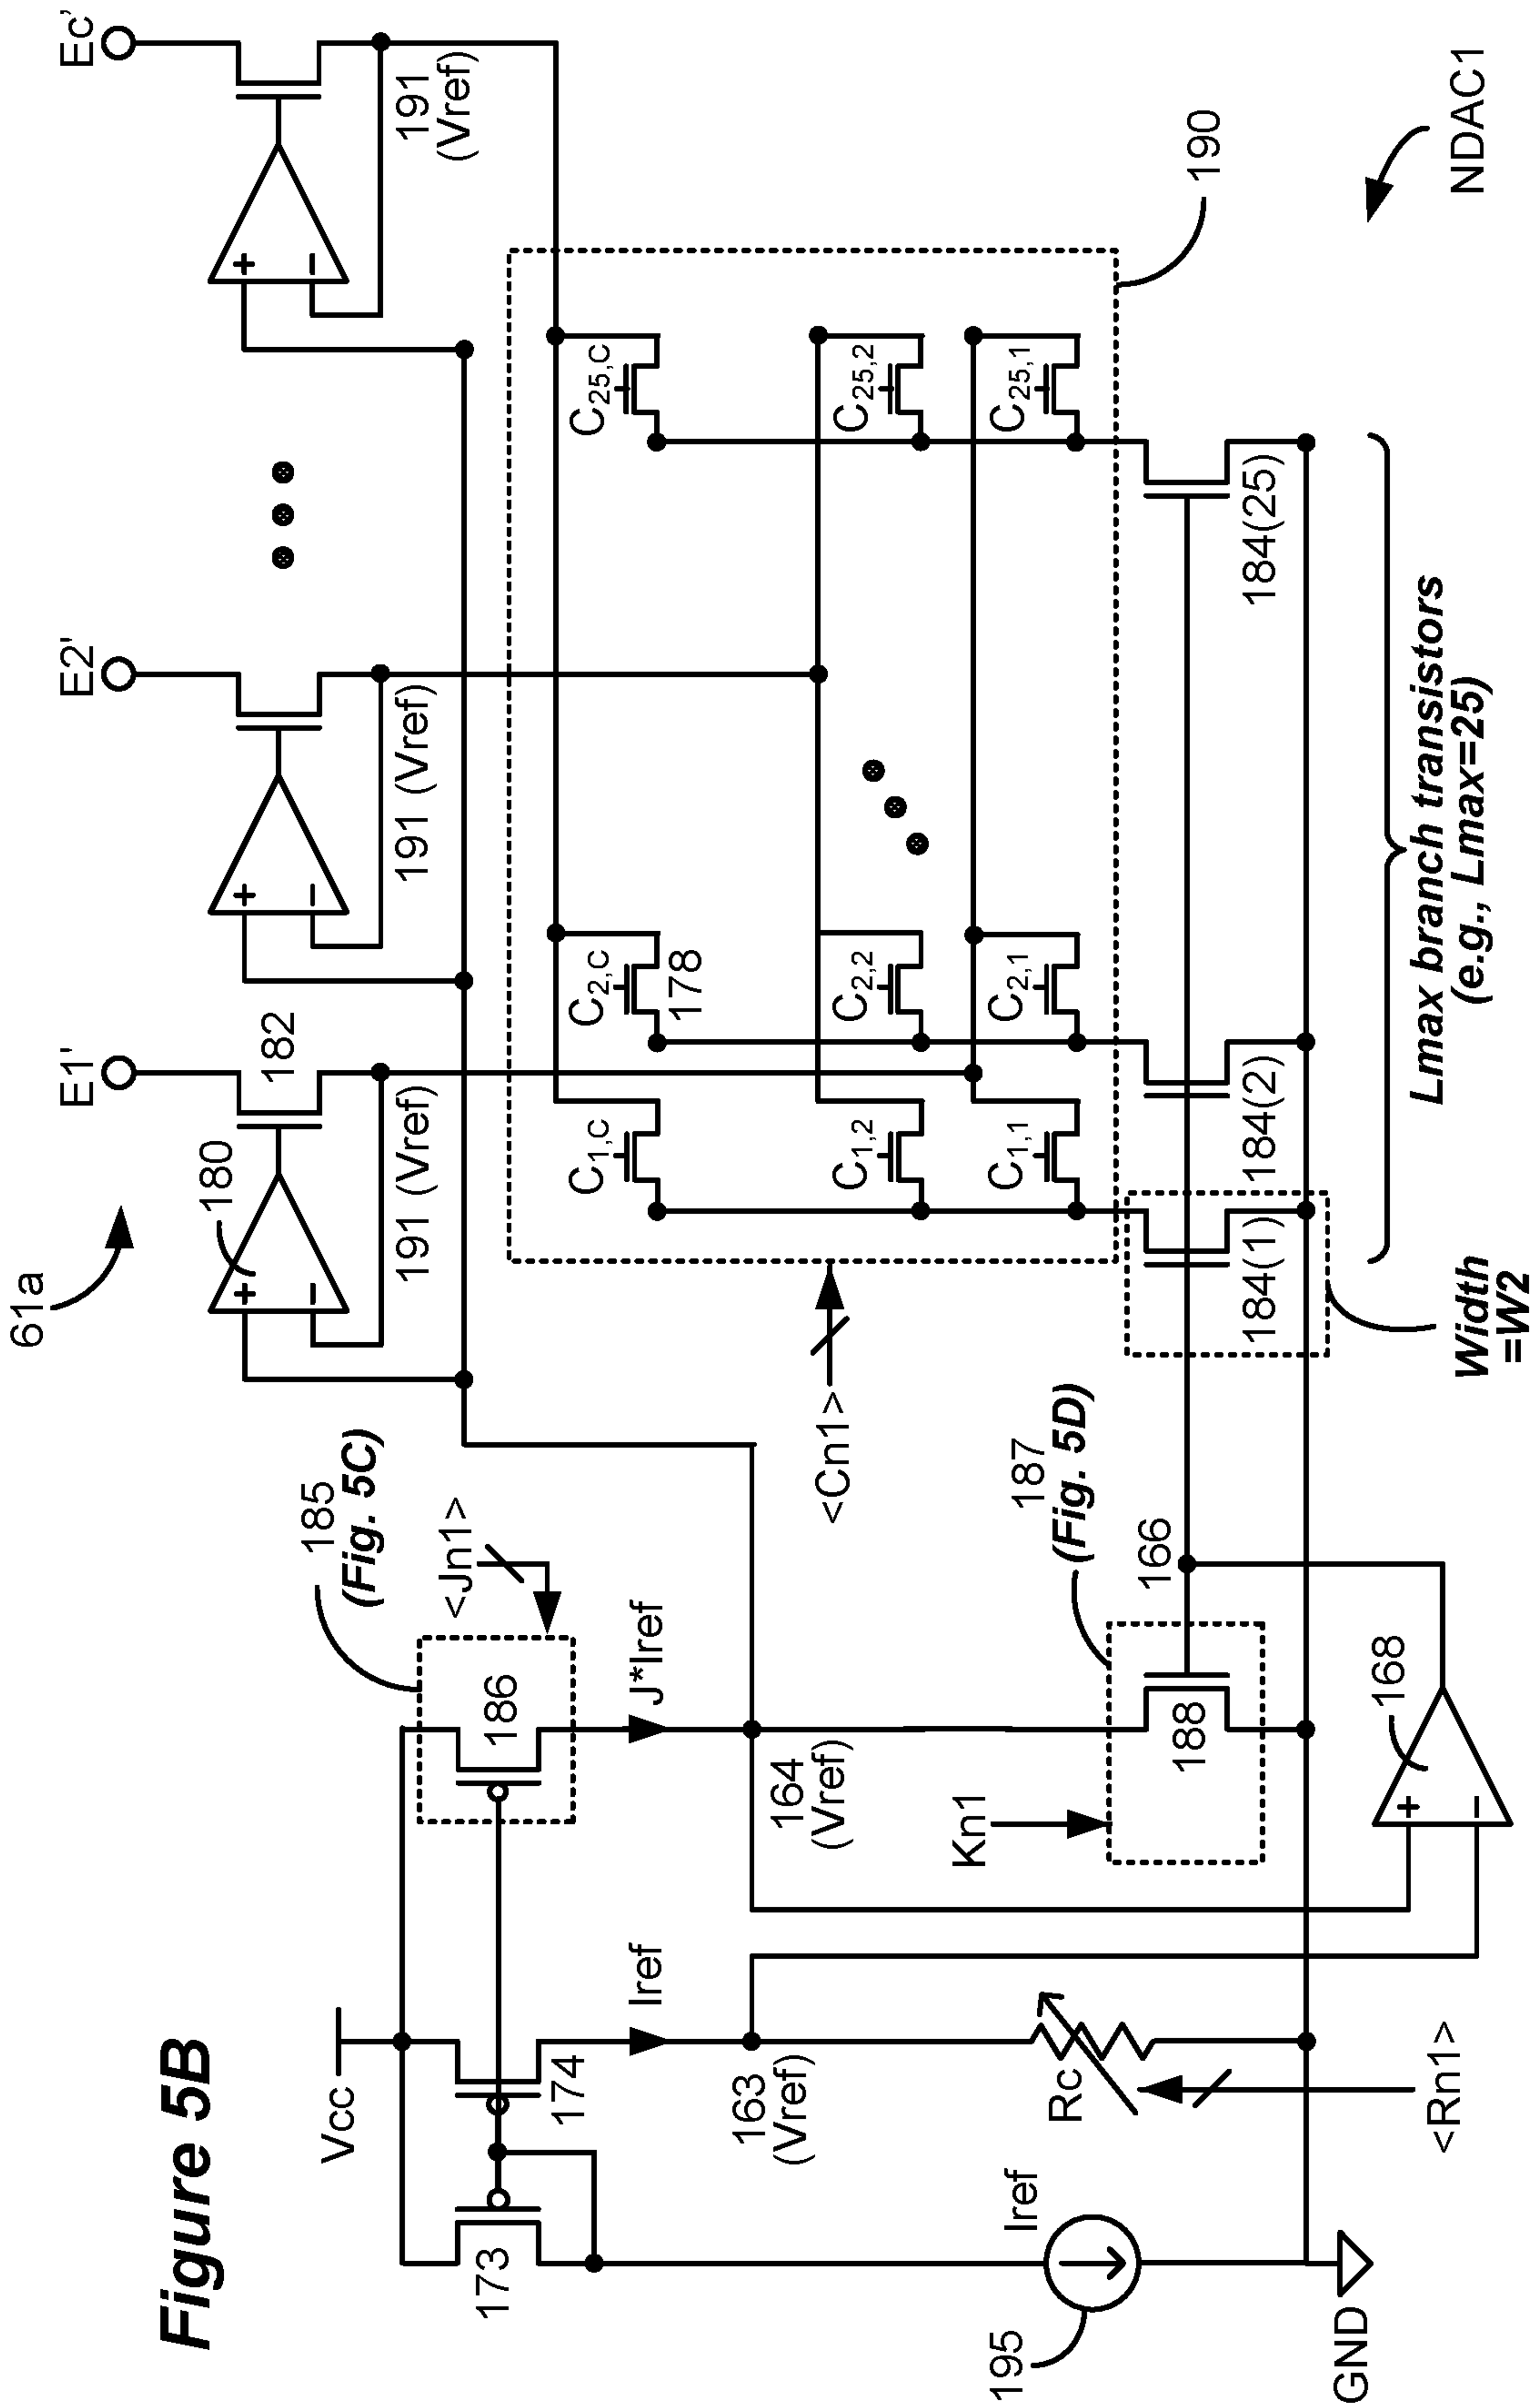 Figure 5B
Vcc
173
174
Iref
163
(Vref)
Rc
<Rn1>
Iref
195
GND
185
(Fig. 5C)
<Jn1>
186
J*Iref
164
(Vref)
Kn1
187
(Fig. 5D)
188
166
168
+
−
61a
E1'
180
182
+
−
191 (Vref)
E2'
+
−
191 (Vref)
Ec'
+
−
191
(Vref)
<Cn1>
C1,C
C2,C
178
C25,C
C1,2
C2,2
C25,2
C1,1
C2,1
C25,1
190
184(1)
184(2)
184(25)
Width
=W2
Lmax branch transistors
(e.g., Lmax=25)
NDAC1